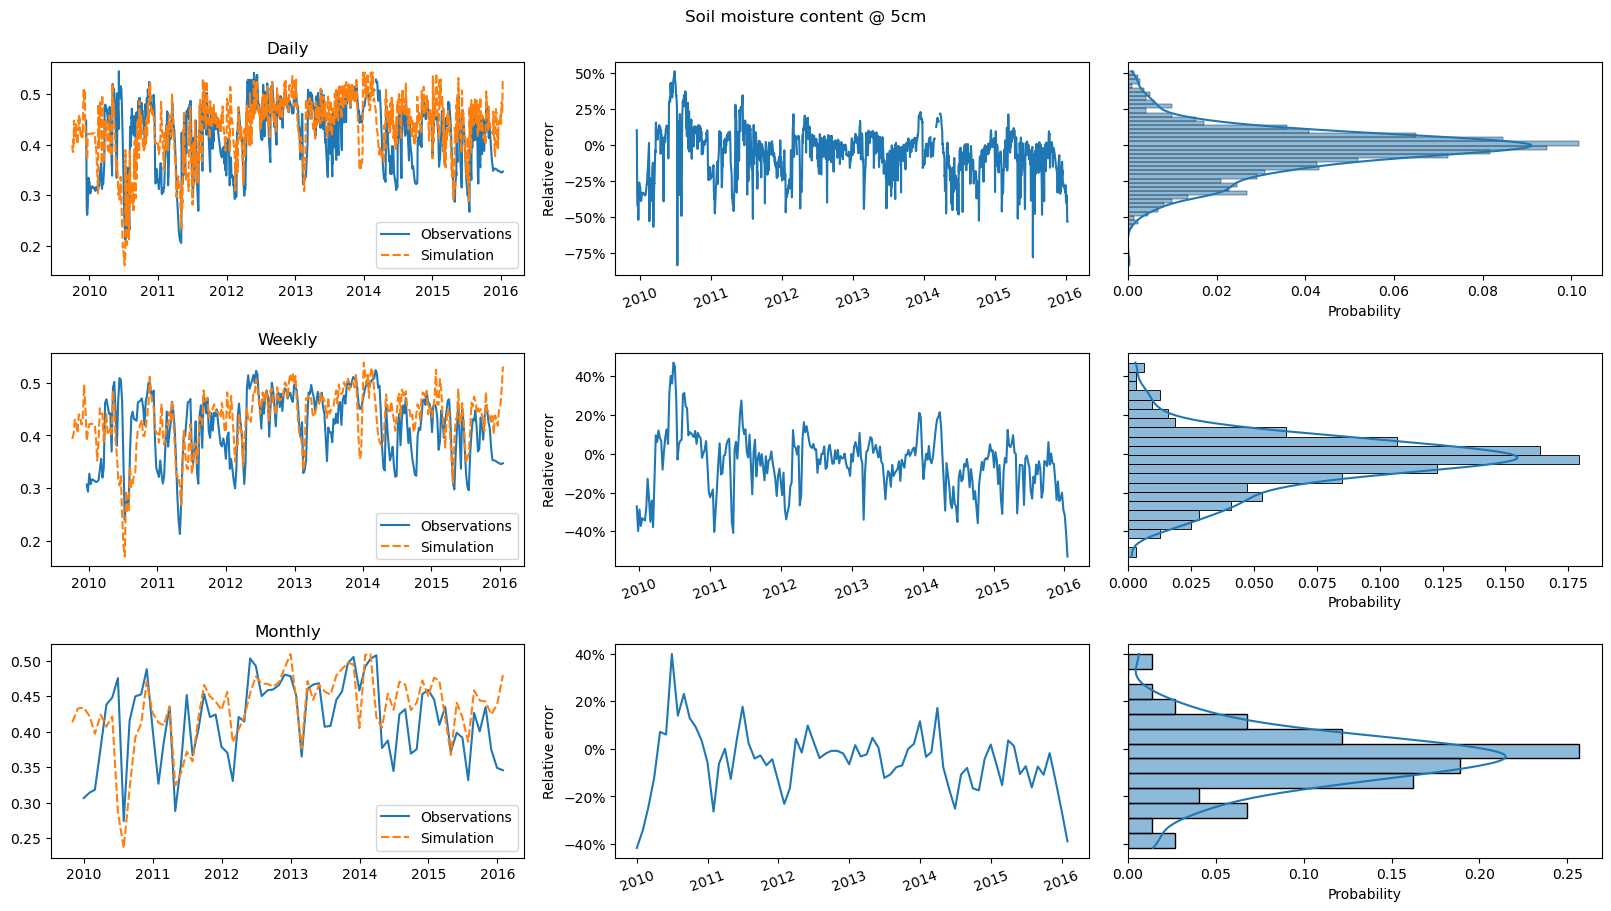 Soil moisture content @ 5cm
Daily
0.5
0.4
0.3
0.2
2010 2011 2012 2013 2014 2015 2016
Observations
Simulation
Relative error
50%
25%
0%
−25%
−50%
−75%
2010 2011 2012 2013 2014 2015 2016
0.00 0.02 0.04 0.06 0.08 0.10
Probability
Weekly
0.5
0.4
0.3
0.2
2010 2011 2012 2013 2014 2015 2016
Observations
Simulation
Relative error
40%
20%
0%
−20%
−40%
2010 2011 2012 2013 2014 2015 2016
0.000 0.025 0.050 0.075 0.100 0.125 0.150 0.175
Probability
Monthly
0.50
0.45
0.40
0.35
0.30
0.25
2010 2011 2012 2013 2014 2015 2016
Observations
Simulation
Relative error
40%
20%
0%
−20%
−40%
2010 2011 2012 2013 2014 2015 2016
0.00 0.05 0.10 0.15 0.20 0.25
Probability